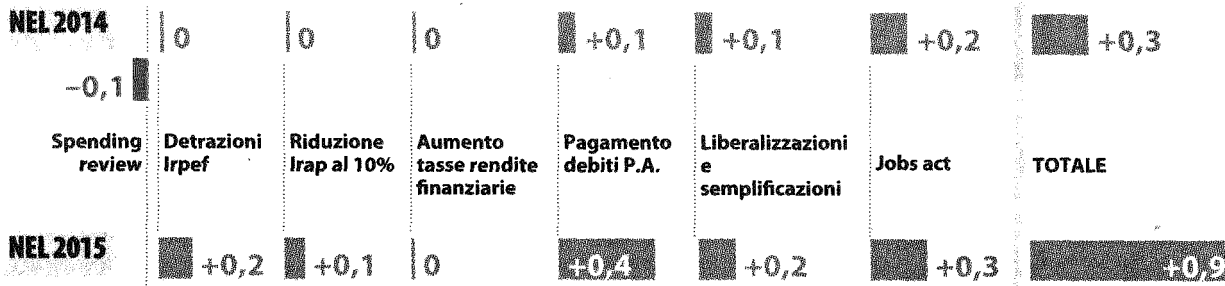 NEL 2014
0
0
0
+0,1
+0,1
+0,2
+0,3
−0,1
Spending review
Detrazioni Irpef
Riduzione Irap al 10%
Aumento tasse rendite finanziarie
Pagamento debiti P.A.
Liberalizzazioni e semplificazioni
Jobs act
TOTALE
NEL 2015
+0,2
+0,1
0
+0,4
+0,2
+0,3
+0,9